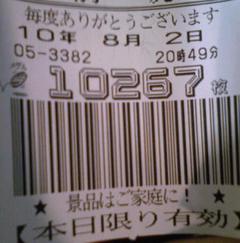 毎度ありがとうございます
10年 8月 2日
05-3382 20時49分
10267 枚
★ 景品はご家庭に! ★
【本日限り有効】